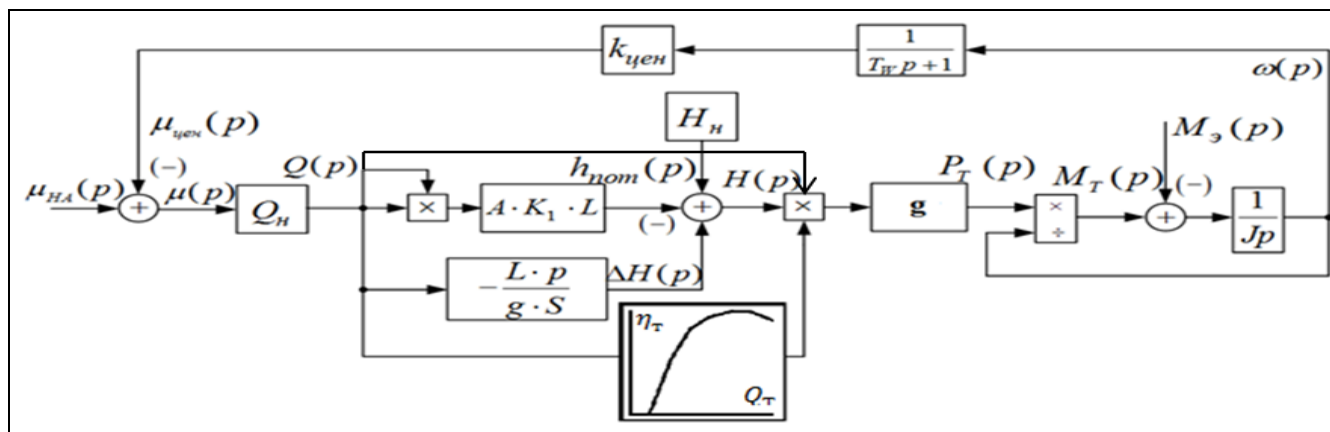 k_цен
1
T_W p + 1
ω(p)
μ_цен(p)
H_н
M_Э(p)
(−)
Q(p)
h_пот(p)
H(p)
P_T(p)
M_T(p)
(−)
μ_НА(p)
+
μ(p)
Q_н
×
A · K_1 · L
(−)
+
×
g
×
÷
+
1
Jp
− L · p
g · S
ΔH(p)
η_т
Q_т